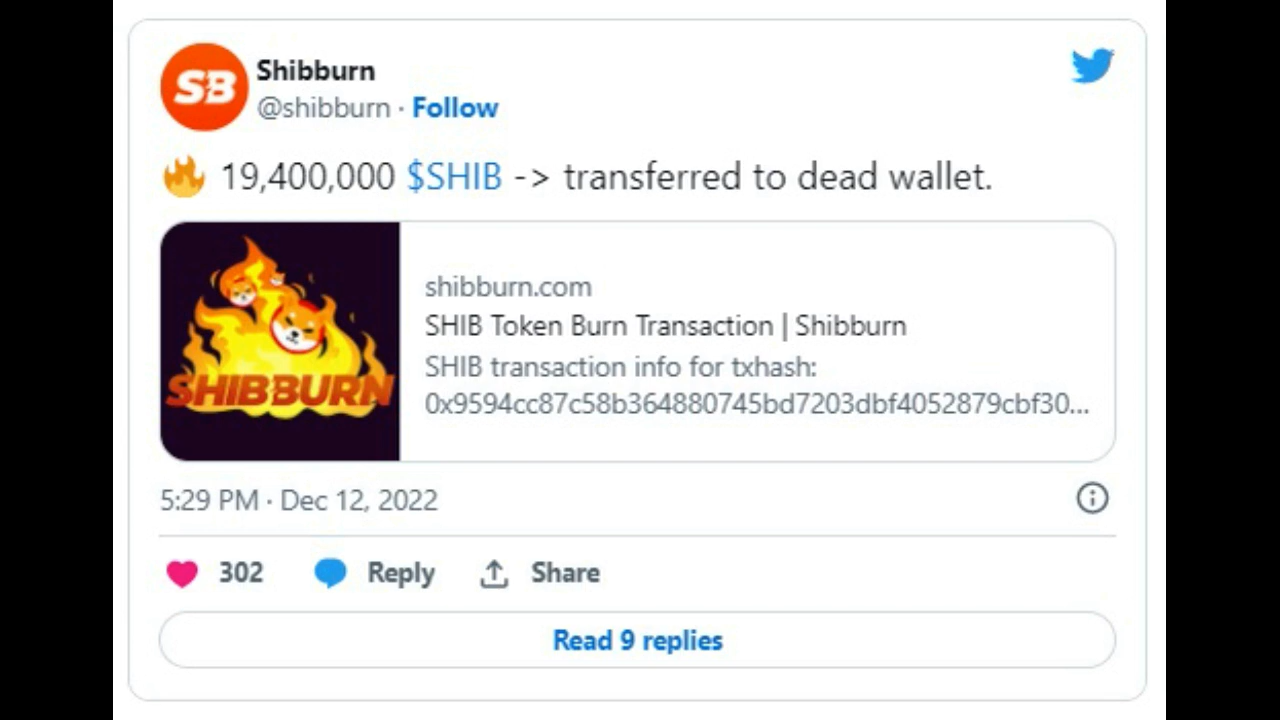 SB
Shibburn
@shibburn · Follow
🔥 19,400,000 $SHIB -> transferred to dead wallet.
SHIBBURN
shibburn.com
SHIB Token Burn Transaction | Shibburn
SHIB transaction info for txhash:
0x9594cc87c58b364880745bd7203dbf4052879cbf30...
5:29 PM · Dec 12, 2022
302 Reply Share
Read 9 replies